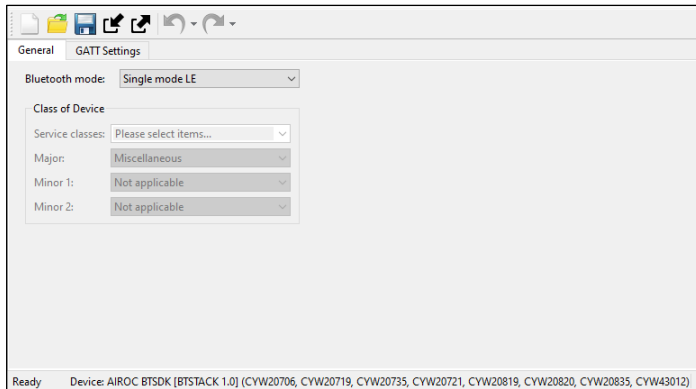 General GATT Settings
Bluetooth mode: Single mode LE
Class of Device
Service classes: Please select items...
Major: Miscellaneous
Minor 1: Not applicable
Minor 2: Not applicable
Ready Device: AIROC BTSDK [BTSTACK 1.0] (CYW20706, CYW20719, CYW20735, CYW20721, CYW20819, CYW20820, CYW20835, CYW43012)